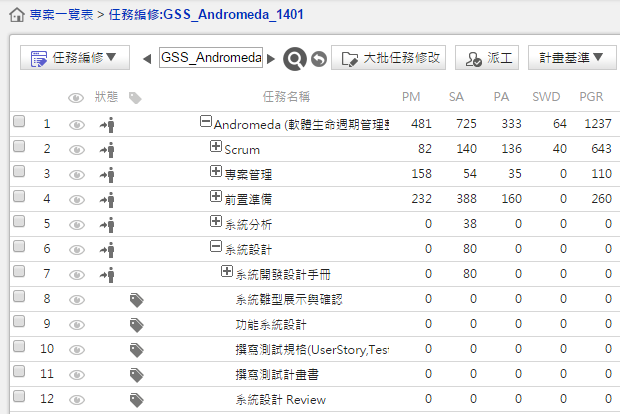 專案一覽表 > 任務編修:GSS_Andromeda_1401
任務編修▼ ◀ GSS_Andromeda ▶ 大批任務修改 派工 計畫基準▼
狀態 任務名稱 PM SA PA SWD PGR
1 Andromeda (軟體生命週期管理 481 725 333 64 1237
2 Scrum 82 140 136 40 643
3 專案管理 158 54 35 0 110
4 前置準備 232 388 160 0 260
5 系統分析 0 38 0 0 0
6 系統設計 0 80 0 0 0
7 系統開發設計手冊 0 80 0 0 0
8 系統雛型展示與確認 0 0 0 0 0
9 功能系統設計 0 0 0 0 0
10 撰寫測試規格(UserStory,Test 0 0 0 0 0
11 撰寫測試計畫書 0 0 0 0 0
12 系統設計 Review 0 0 0 0 0